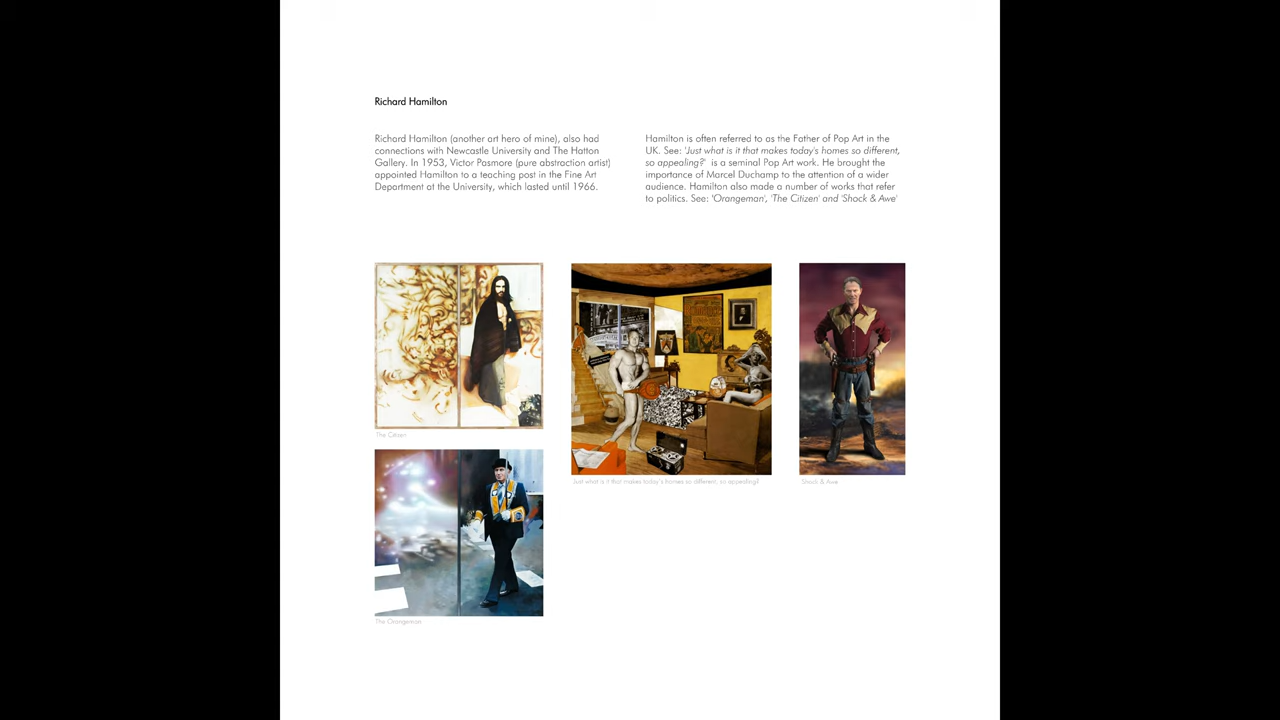 Richard Hamilton
Richard Hamilton (another art hero of mine), also had
connections with Newcastle University and The Hatton
Gallery. In 1953, Victor Pasmore (pure abstraction artist)
appointed Hamilton to a teaching post in the Fine Art
Department at the University, which lasted until 1966.
Hamilton is often referred to as the Father of Pop Art in the
UK. See: 'Just what is it that makes today's homes so different,
so appealing?' is a seminal Pop Art work. He brought the
importance of Marcel Duchamp to the attention of a wider
audience. Hamilton also made a number of works that refer
to politics. See: 'Orangeman', 'The Citizen' and 'Shock & Awe'
The Citizen
Just what is it that makes today's homes so different, so appealing?
Shock & Awe
The Orangeman